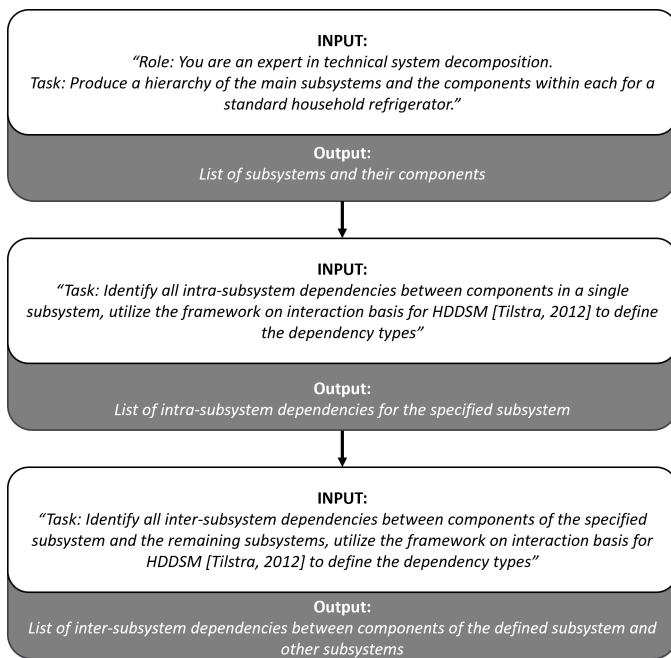 INPUT:
“Role: You are an expert in technical system decomposition.
Task: Produce a hierarchy of the main subsystems and the components within each for a
standard household refrigerator.”
Output:
List of subsystems and their components
INPUT:
“Task: Identify all intra-subsystem dependencies between components in a single
subsystem, utilize the framework on interaction basis for HDDSM [Tilstra, 2012] to define
the dependency types”
Output:
List of intra-subsystem dependencies for the specified subsystem
INPUT:
“Task: Identify all inter-subsystem dependencies between components of the specified
subsystem and the remaining subsystems, utilize the framework on interaction basis for
HDDSM [Tilstra, 2012] to define the dependency types”
Output:
List of inter-subsystem dependencies between components of the defined subsystem and
other subsystems